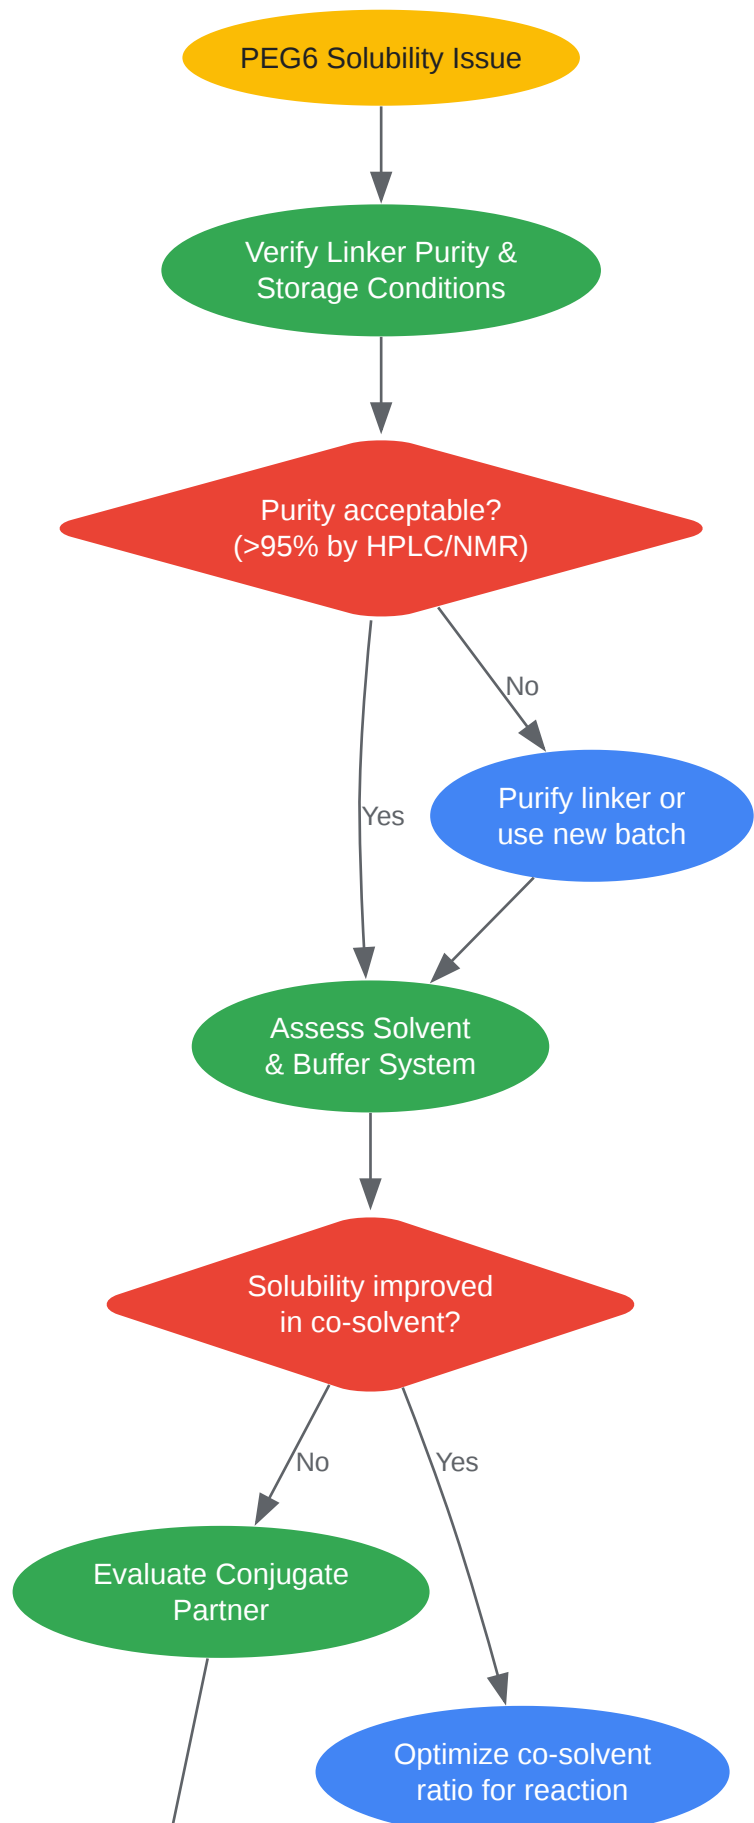 PEG6 Solubility Issue
Verify Linker Purity &
Storage Conditions
Purity acceptable?
(>95% by HPLC/NMR)
No
Yes
Purify linker or
use new batch
Assess Solvent
& Buffer System
Solubility improved
in co-solvent?
No
Yes
Evaluate Conjugate
Partner
Optimize co-solvent
ratio for reaction